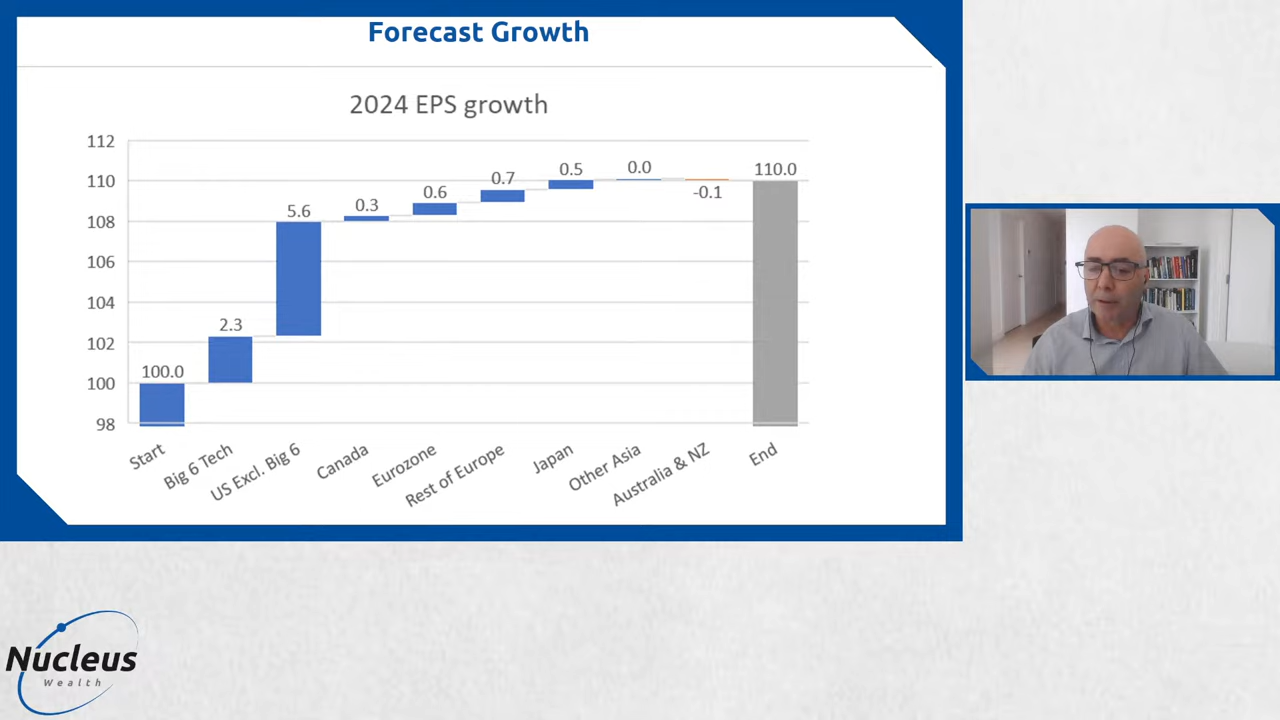 Forecast Growth
2024 EPS growth
112
110
108
106
104
102
100
98
100.0
2.3
5.6
0.3
0.6
0.7
0.5
0.0
-0.1
110.0
Start
Big 6 Tech
US Excl. Big 6
Canada
Eurozone
Rest of Europe
Japan
Other Asia
Australia & NZ
End
Nucleus
Wealth